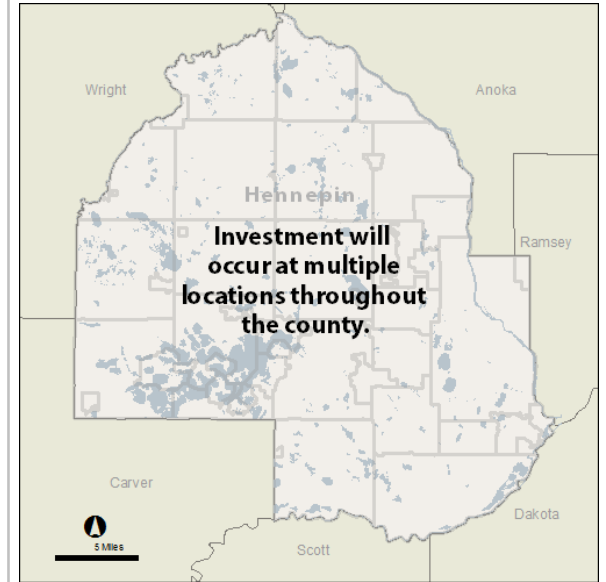 Wright
Anoka
Hennepin
Investment will
occur at multiple
locations throughout
the county.
Ramsey
Carver
Dakota
5 Miles
Scott